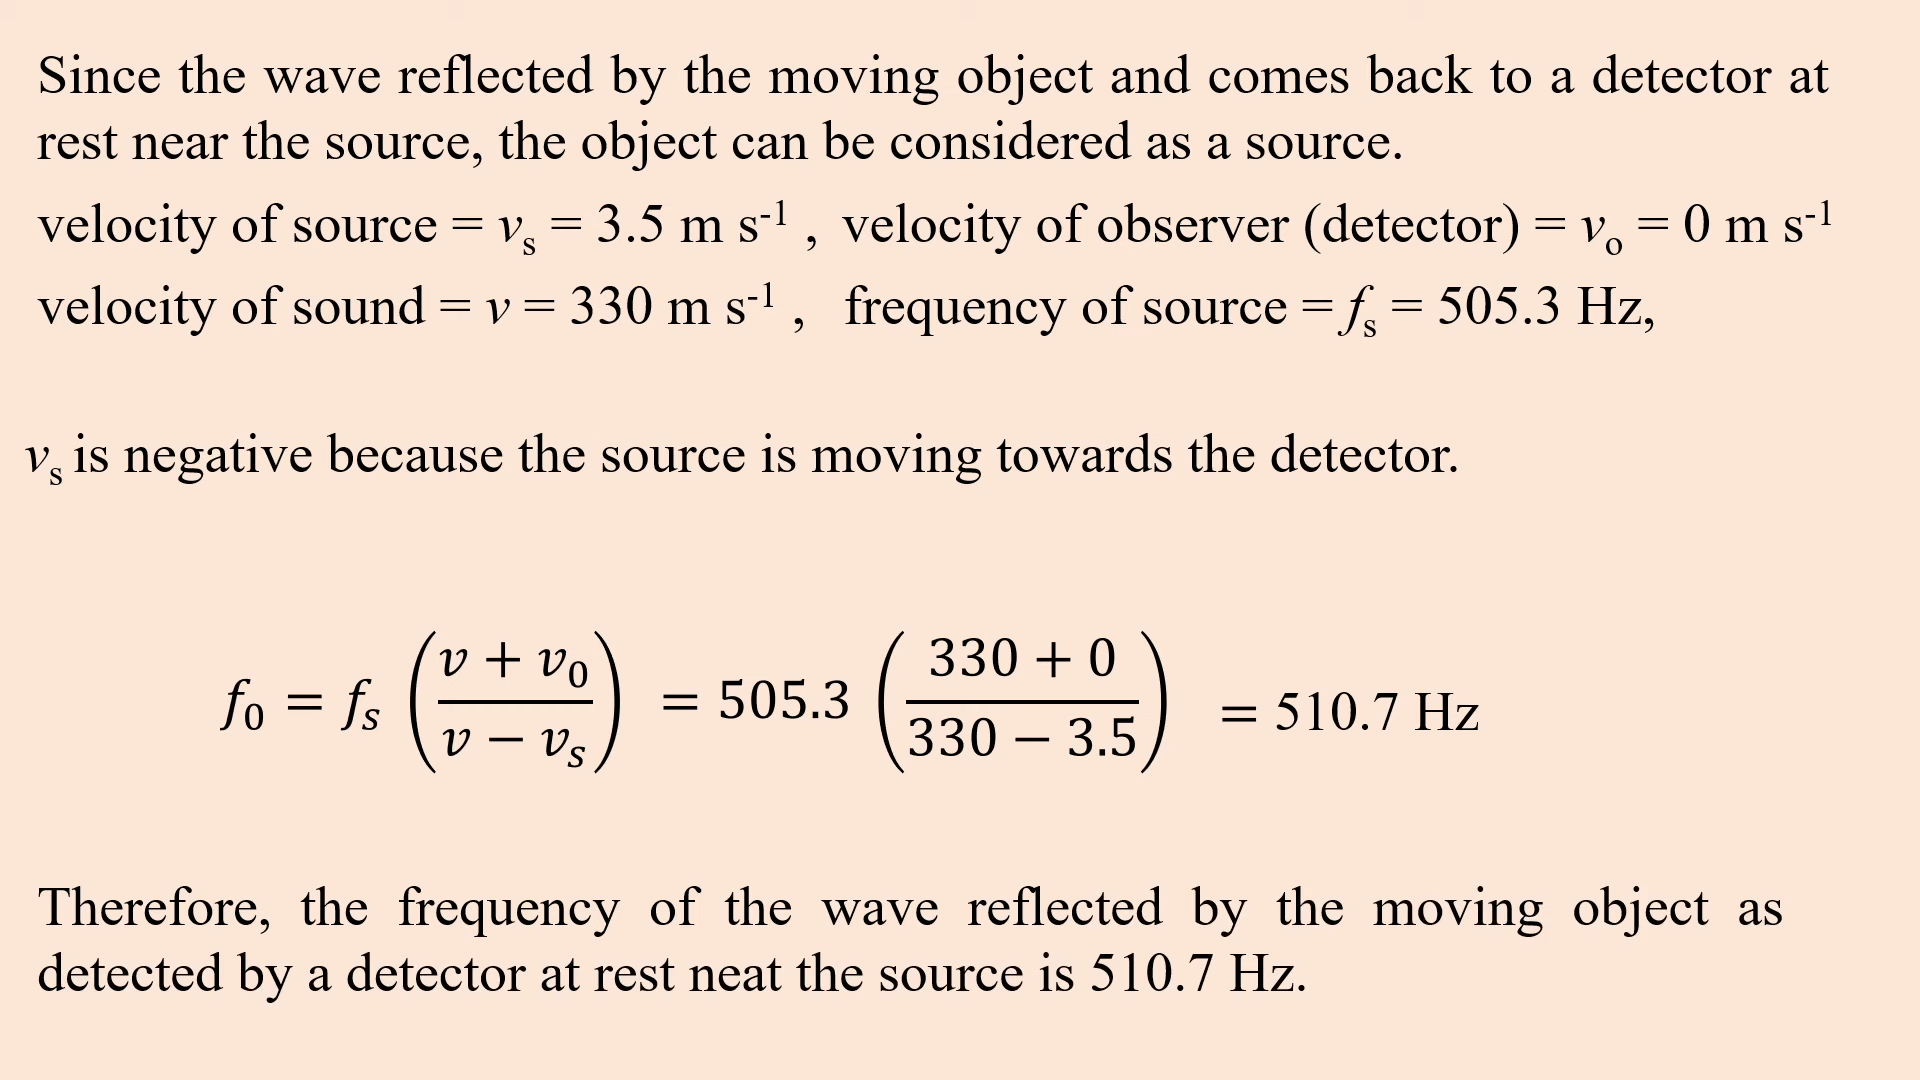 Since the wave reflected by the moving object and comes back to a detector at
rest near the source, the object can be considered as a source.
velocity of source = vₛ = 3.5 m s⁻¹ , velocity of observer (detector) = vₒ = 0 m s⁻¹
velocity of sound = v = 330 m s⁻¹ , frequency of source = fₛ = 505.3 Hz,
vₛ is negative because the source is moving towards the detector.
f₀ = fₛ ((v + v₀)/(v − vₛ)) = 505.3 ((330 + 0)/(330 − 3.5)) = 510.7 Hz
Therefore, the frequency of the wave reflected by the moving object as
detected by a detector at rest neat the source is 510.7 Hz.